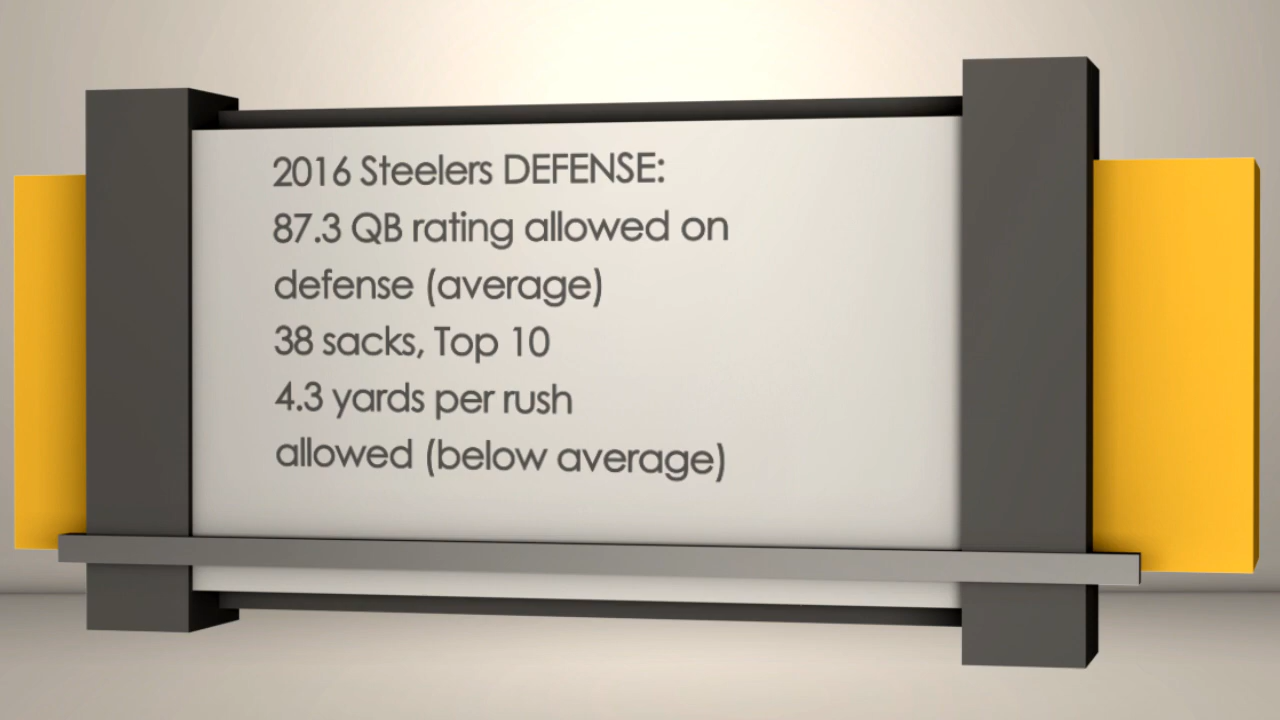 2016 Steelers DEFENSE:
87.3 QB rating allowed on
defense (average)
38 sacks, Top 10
4.3 yards per rush
allowed (below average)